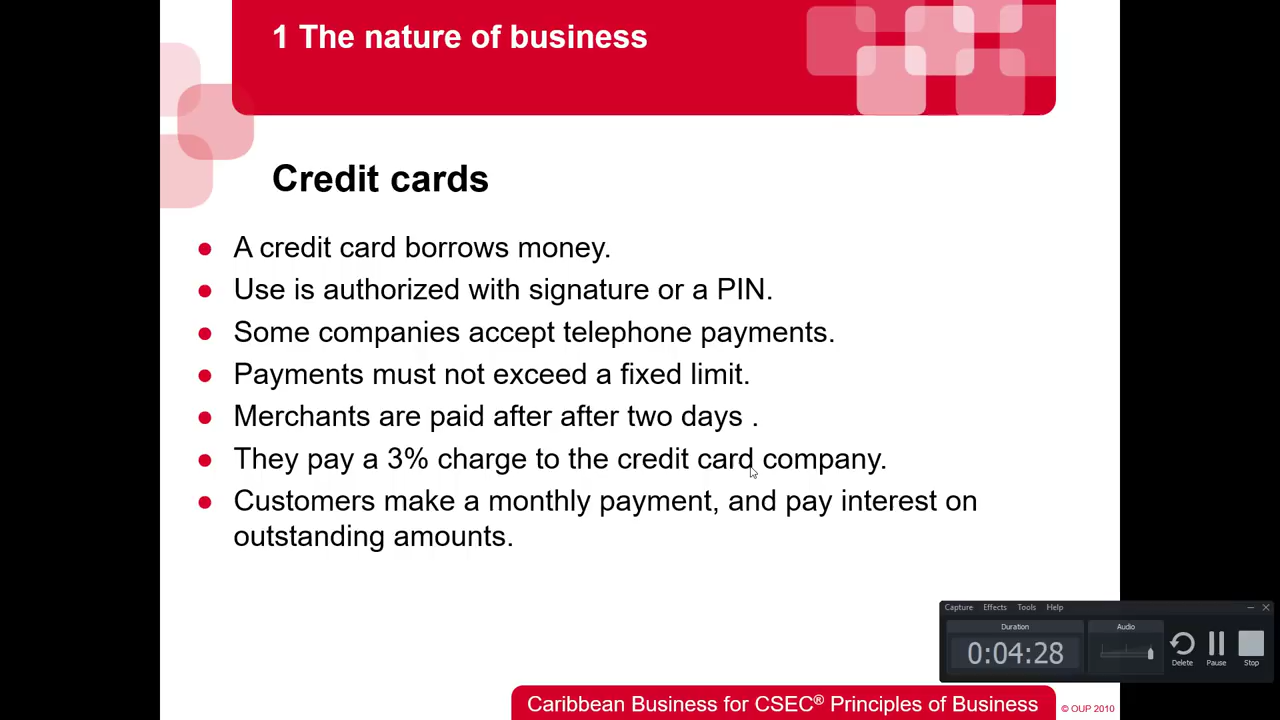 1 The nature of business
Credit cards
● A credit card borrows money.
● Use is authorized with signature or a PIN.
● Some companies accept telephone payments.
● Payments must not exceed a fixed limit.
● Merchants are paid after after two days .
● They pay a 3% charge to the credit card company.
● Customers make a monthly payment, and pay interest on
outstanding amounts.
Capture Effects Tools Help
Duration Audio
0:04:28
Delete Pause Stop
Caribbean Business for CSEC® Principles of Business
© OUP 2010